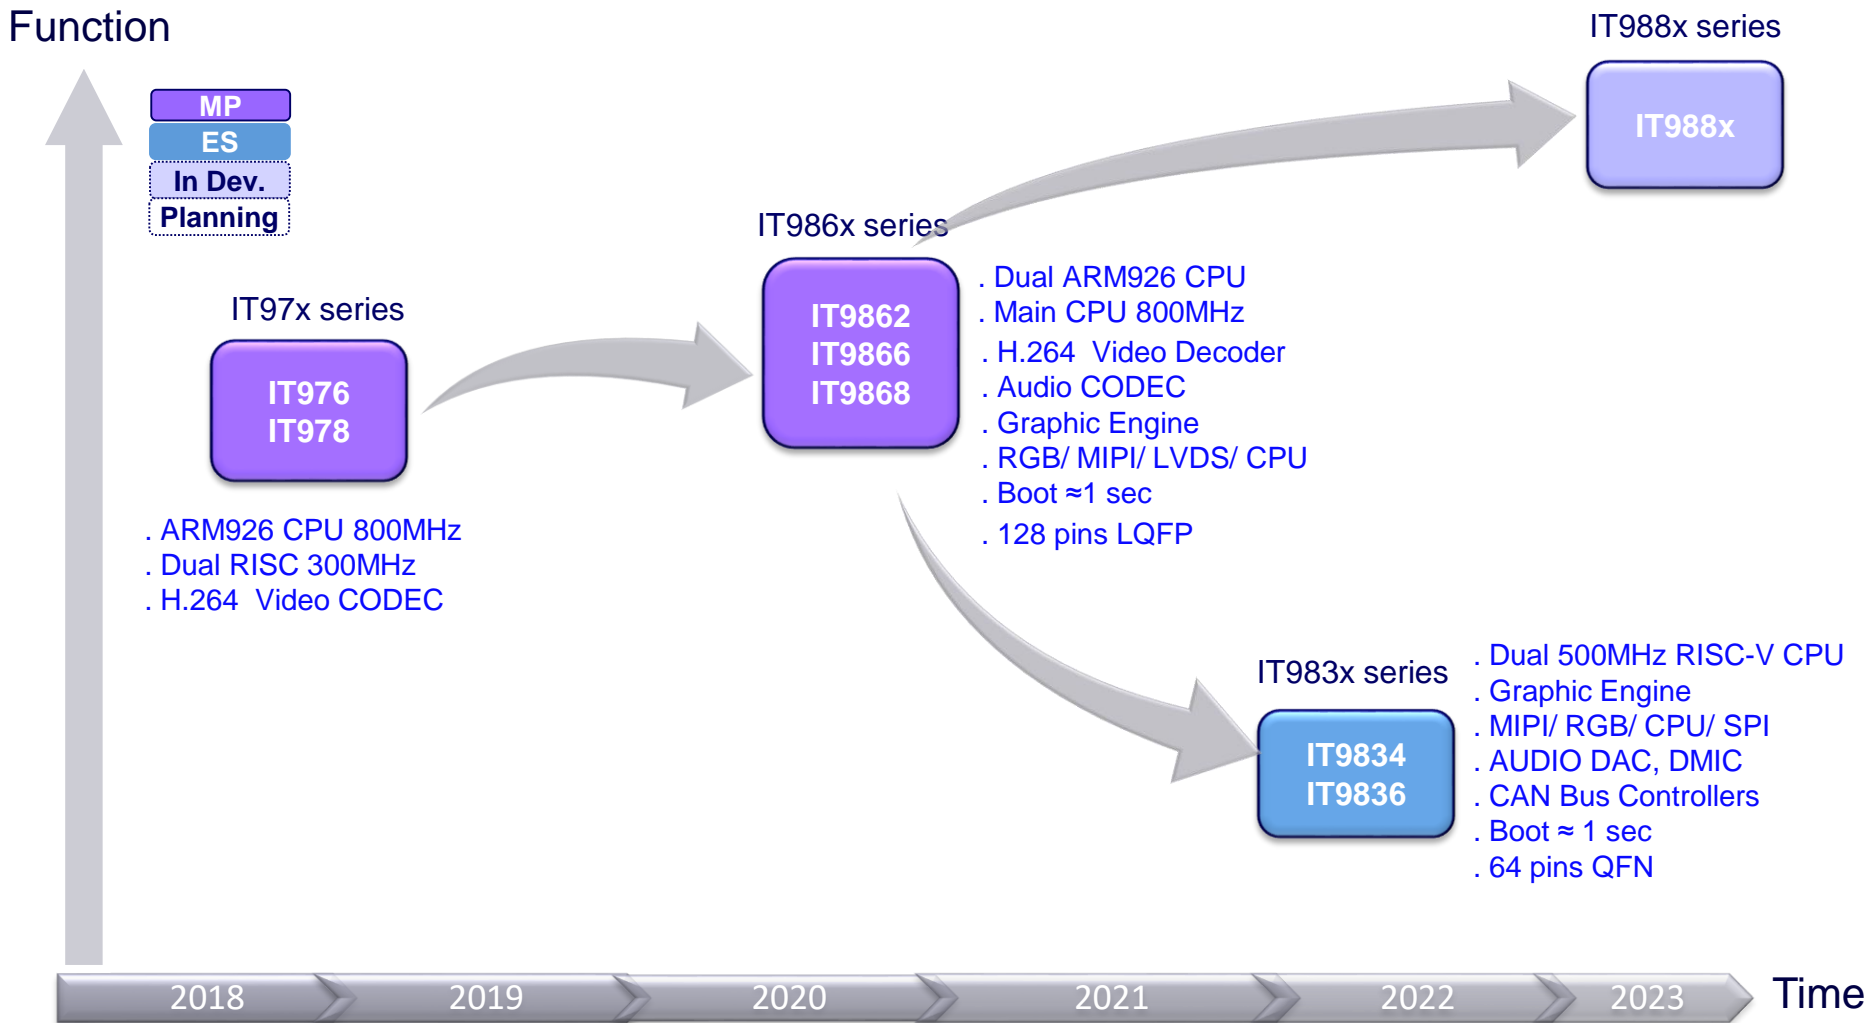 Function
MP
ES
In Dev.
Planning
IT97x series
IT976
IT978
. ARM926 CPU 800MHz
. Dual RISC 300MHz
. H.264  Video CODEC
IT986x series
IT9862
IT9866
IT9868
. Dual ARM926 CPU
. Main CPU 800MHz
. H.264  Video Decoder
. Audio CODEC
. Graphic Engine
. RGB/ MIPI/ LVDS/ CPU
. Boot ≈1 sec
. 128 pins LQFP
IT988x series
IT988x
IT983x series
IT9834
IT9836
. Dual 500MHz RISC-V CPU
. Graphic Engine
. MIPI/ RGB/ CPU/ SPI
. AUDIO DAC, DMIC
. CAN Bus Controllers
. Boot ≈ 1 sec
. 64 pins QFN
2018
2019
2020
2021
2022
2023
Time